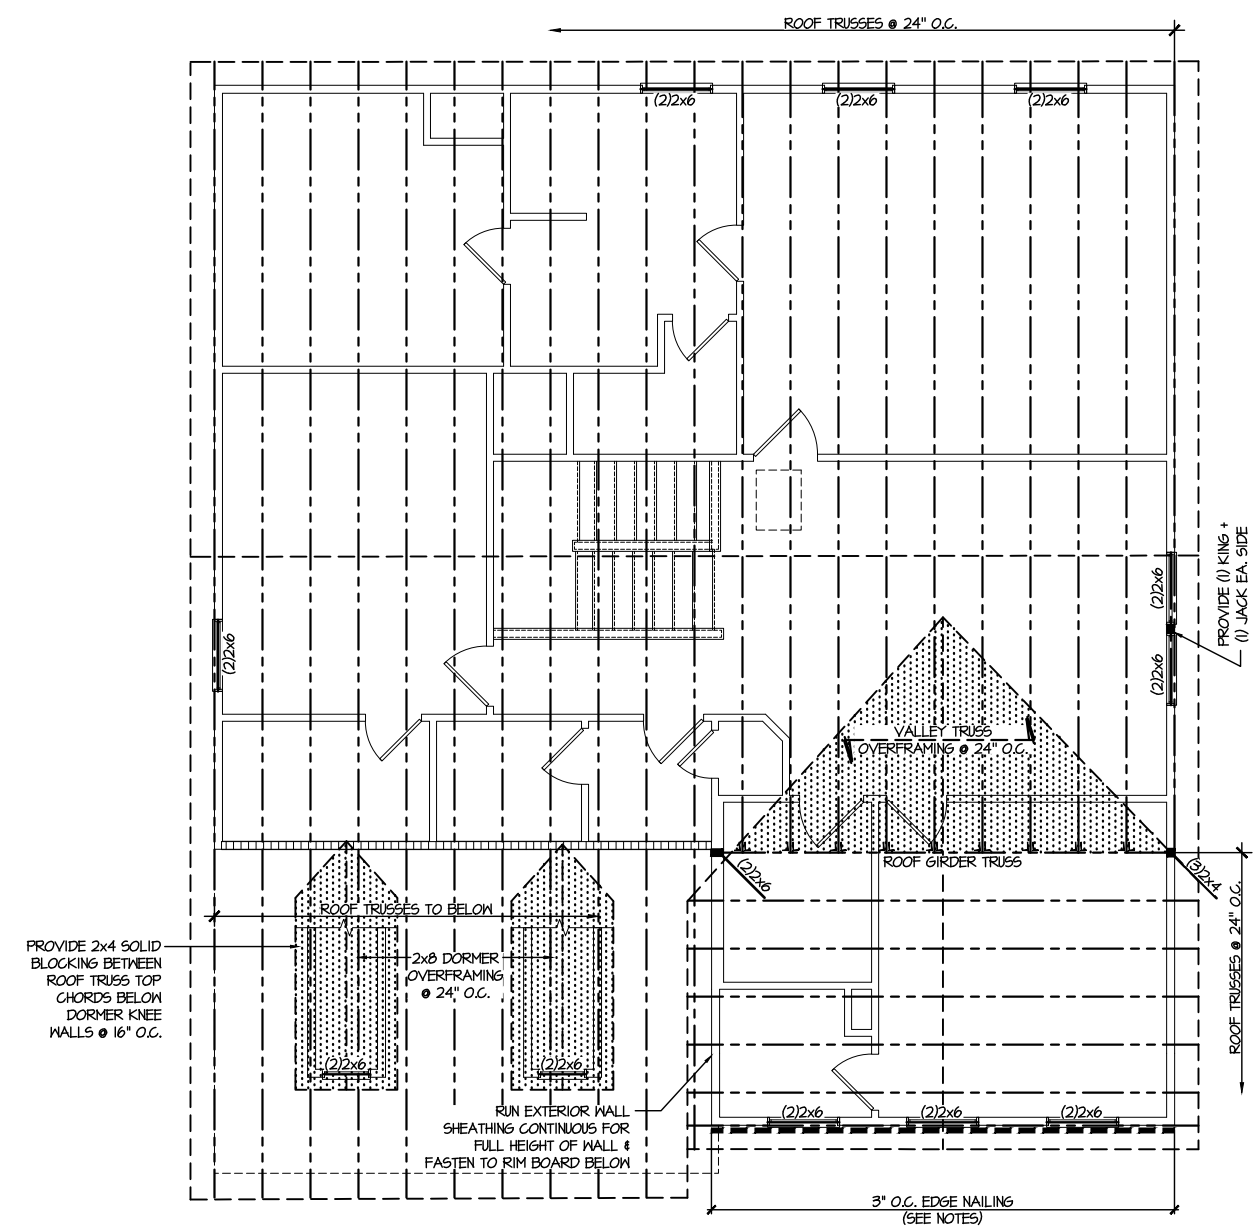 ROOF TRUSSES @ 24" O.C.
(2)2x6
(2)2x6
(2)2x6
PROVIDE (1) KING +
(1) JACK EA. SIDE
(2)2x6
(2)2x6
(2)2x6
VALLEY TRUSS
OVERFRAMING @ 24" O.C.
ROOF GIRDER TRUSS
(2)2x6
(3)2x4
ROOF TRUSSES TO BELOW
PROVIDE 2x4 SOLID
BLOCKING BETWEEN
ROOF TRUSS TOP
CHORDS BELOW
DORMER KNEE
WALLS @ 16" O.C.
2x8 DORMER
OVERFRAMING
@ 24" O.C.
ROOF TRUSSES @ 24" O.C.
(2)2x6
(2)2x6
RUN EXTERIOR WALL
SHEATHING CONTINUOUS FOR
FULL HEIGHT OF WALL &
FASTEN TO RIM BOARD BELOW
(2)2x6
(2)2x6
(2)2x6
3" O.C. EDGE NAILING
(SEE NOTES)